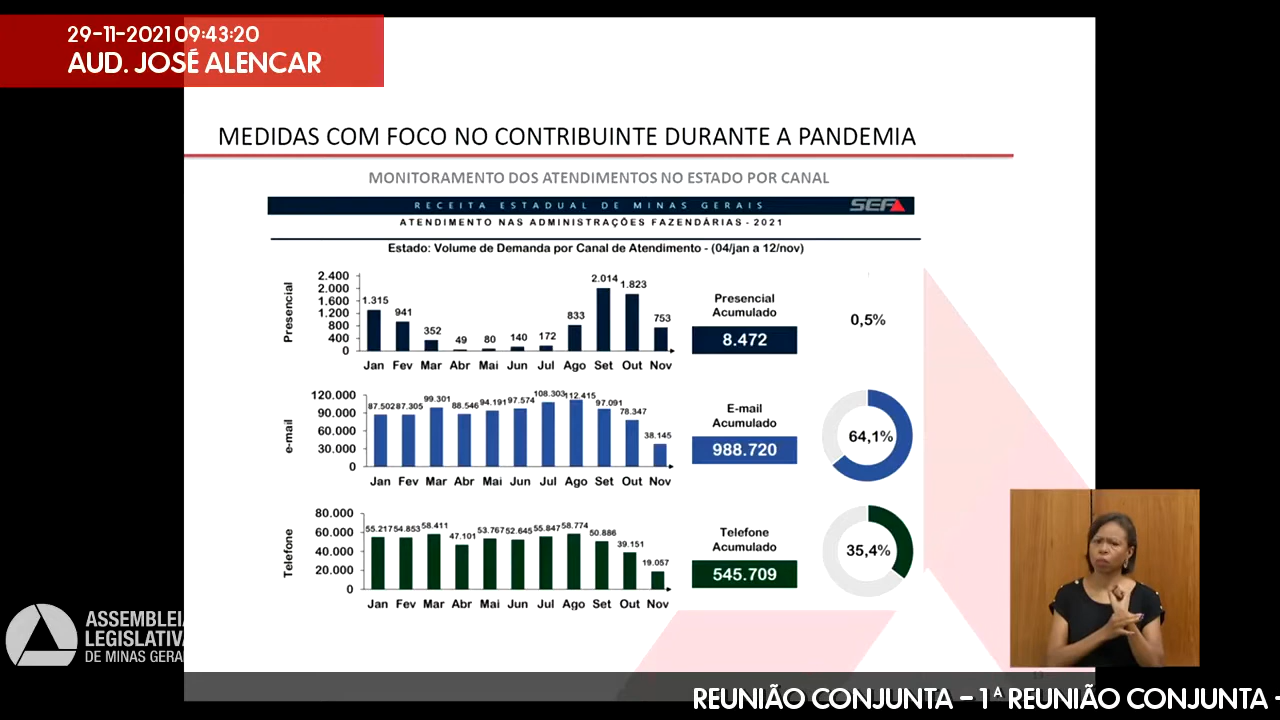 29-11-2021 09:43:20
AUD. JOSÉ ALENCAR
MEDIDAS COM FOCO NO CONTRIBUINTE DURANTE A PANDEMIA
MONITORAMENTO DOS ATENDIMENTOS NO ESTADO POR CANAL
RECEITA ESTADUAL DE MINAS GERAIS
SEF
ATENDIMENTO NAS ADMINISTRAÇÕES FAZENDÁRIAS - 2021
Estado: Volume de Demanda por Canal de Atendimento - (04/jan a 12/nov)
Presencial
2.400
2.000
1.600
1.200
800
400
0
1.315 941 352 49 80 140 172 833 2.014 1.823 753
Jan Fev Mar Abr Mai Jun Jul Ago Set Out Nov
Presencial
Acumulado
8.472
0,5%
e-mail
120.000
90.000
60.000
30.000
0
87.502 87.305 99.301 88.546 94.191 97.574 108.303 112.415 97.091 78.347 38.145
Jan Fev Mar Abr Mai Jun Jul Ago Set Out Nov
E-mail
Acumulado
988.720
64,1%
Telefone
80.000
60.000
40.000
20.000
0
55.217 54.853 58.411 47.101 53.767 52.645 55.847 58.774 50.886 39.151 19.057
Jan Fev Mar Abr Mai Jun Jul Ago Set Out Nov
Telefone
Acumulado
545.709
35,4%
ASSEMBLEIA
LEGISLATIVA
DE MINAS GERAI
REUNIÃO CONJUNTA - 1ª REUNIÃO CONJUNTA -